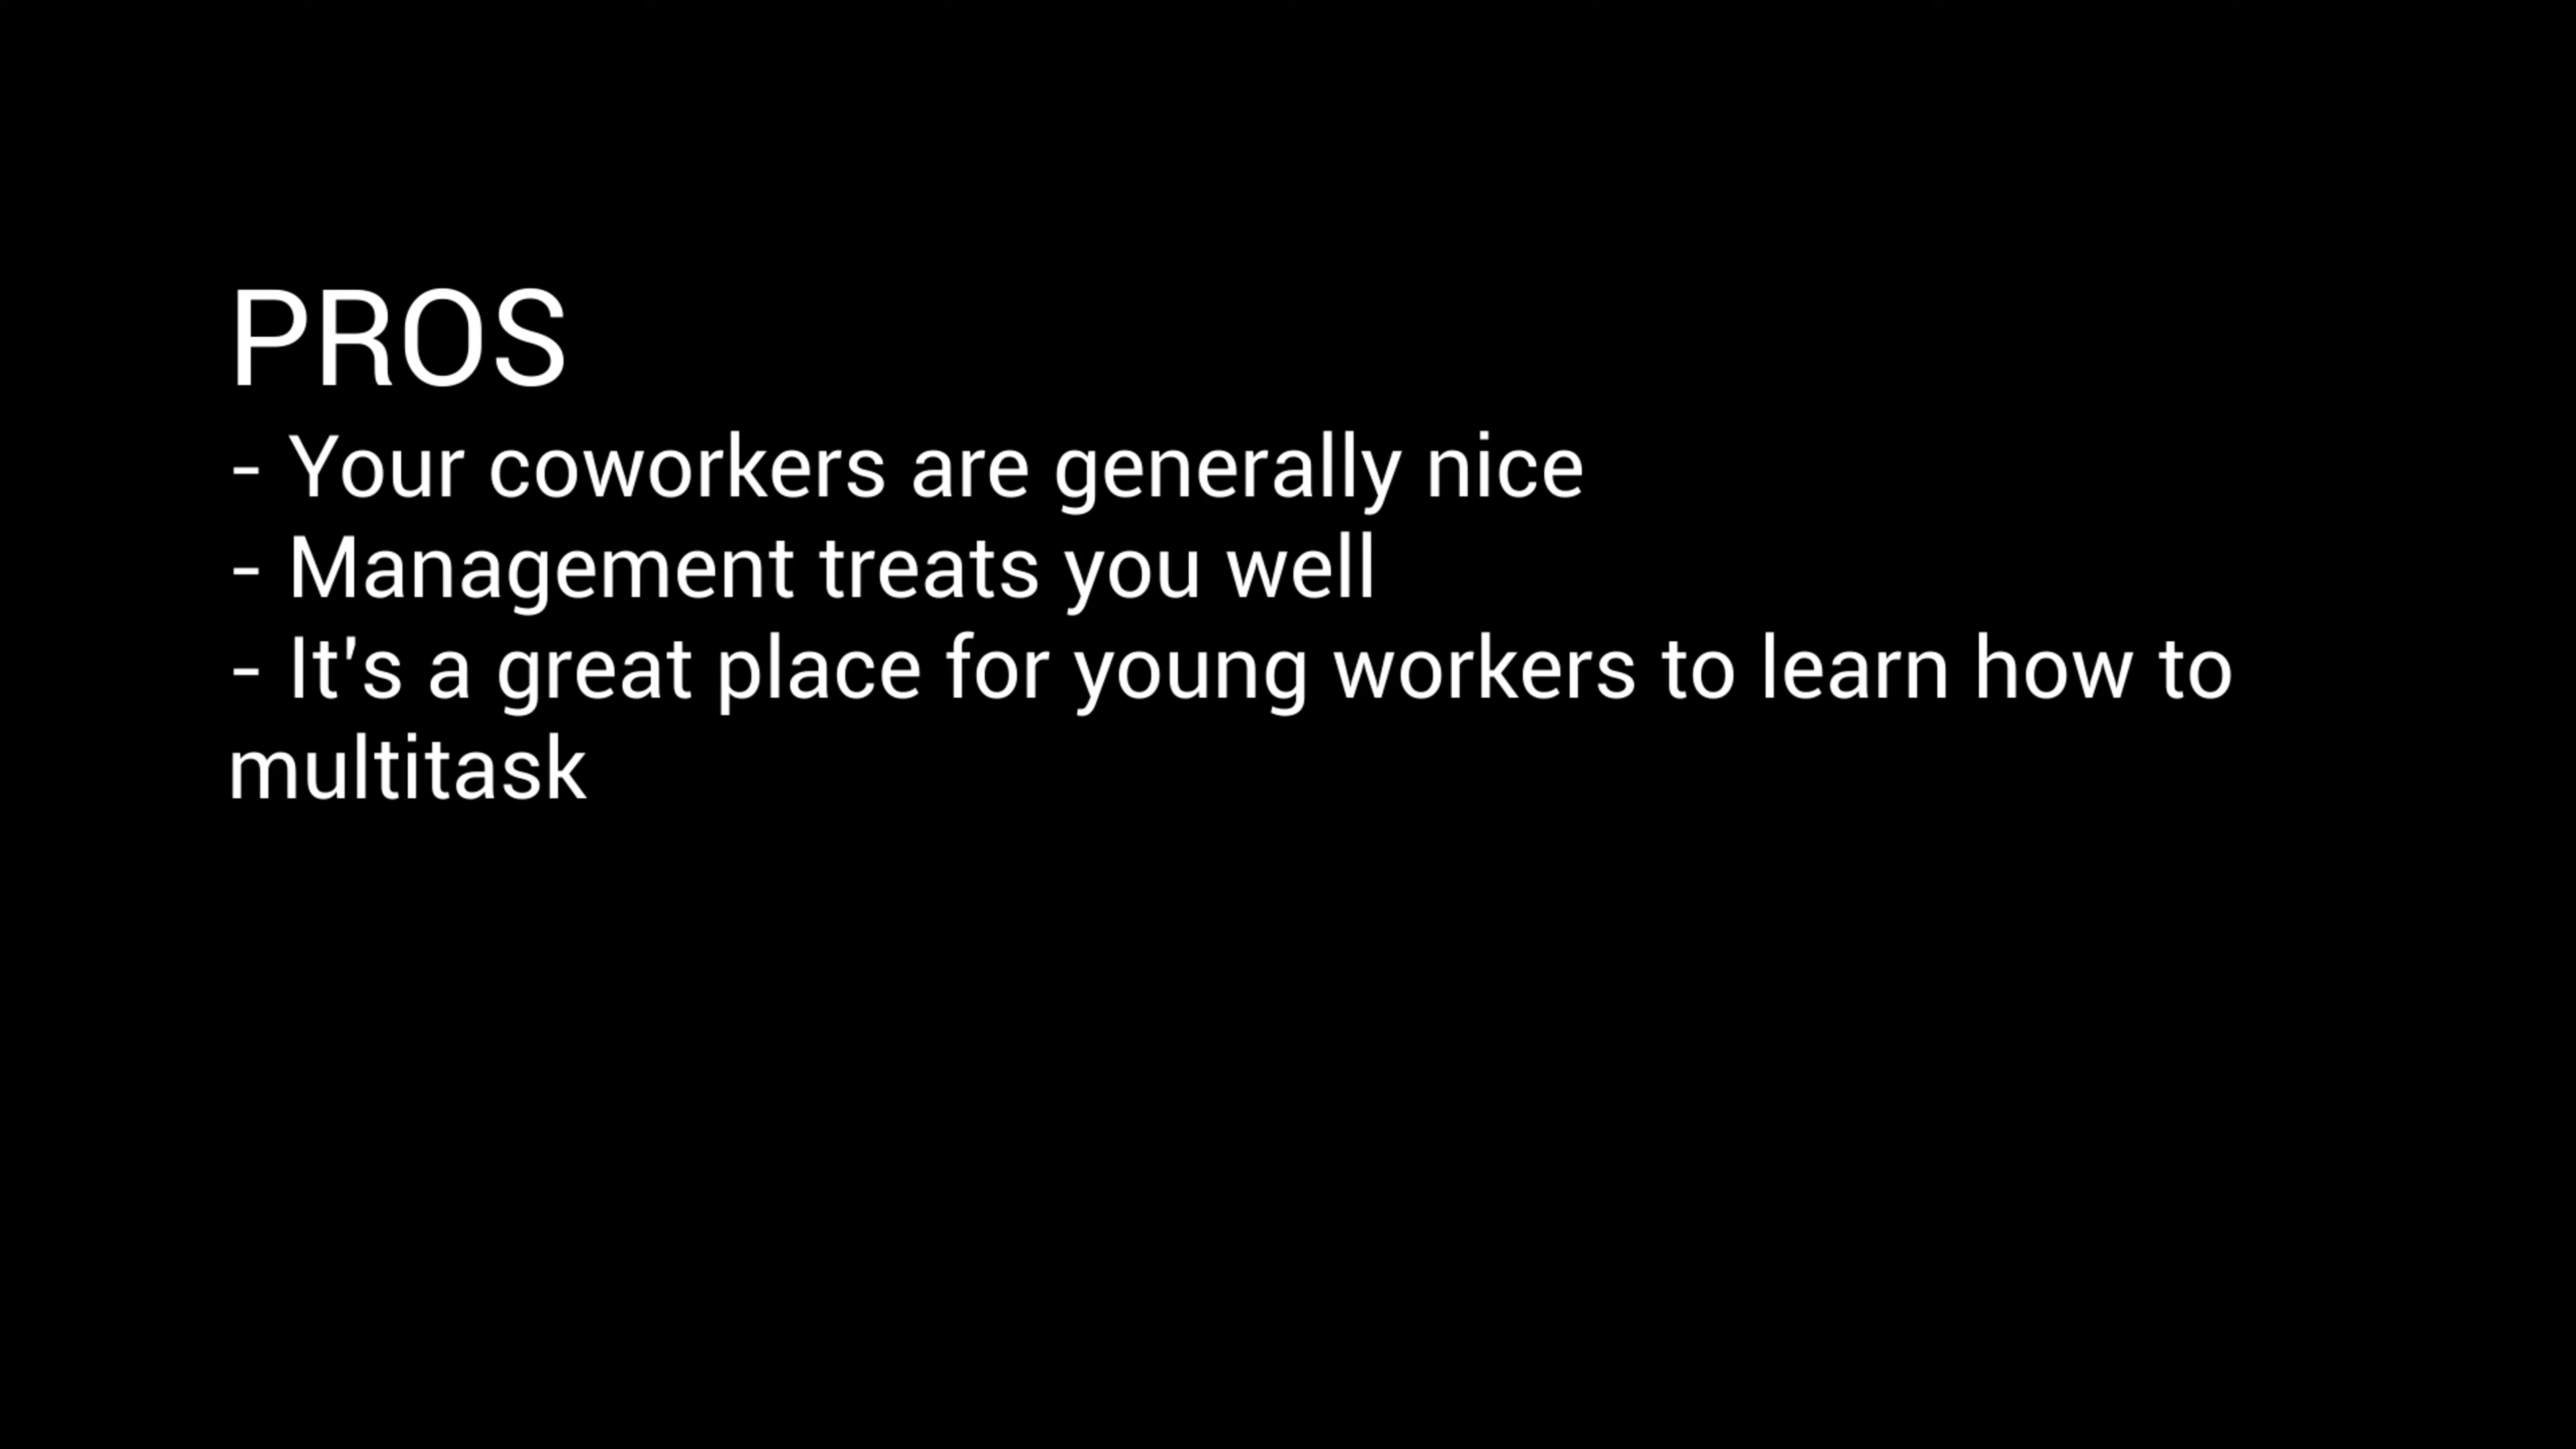 PROS
- Your coworkers are generally nice
- Management treats you well
- It's a great place for young workers to learn how to
multitask